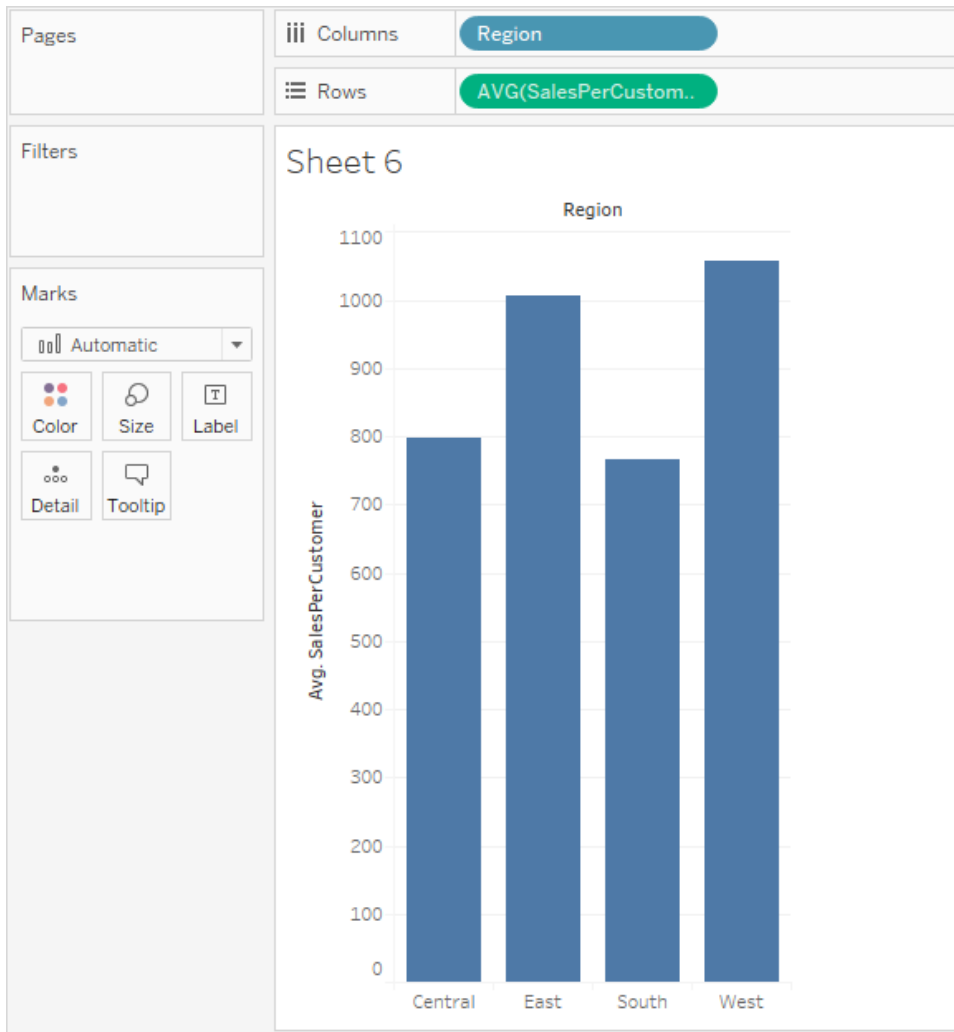 Pages
Columns
Region
Rows
AVG(SalesPerCustom..
Filters
Marks
Automatic
Color
Size
T
Label
Detail
Tooltip
Sheet 6
Region
1100
1000
900
800
700
600
500
400
300
200
100
0
Avg. SalesPerCustomer
Central East South West